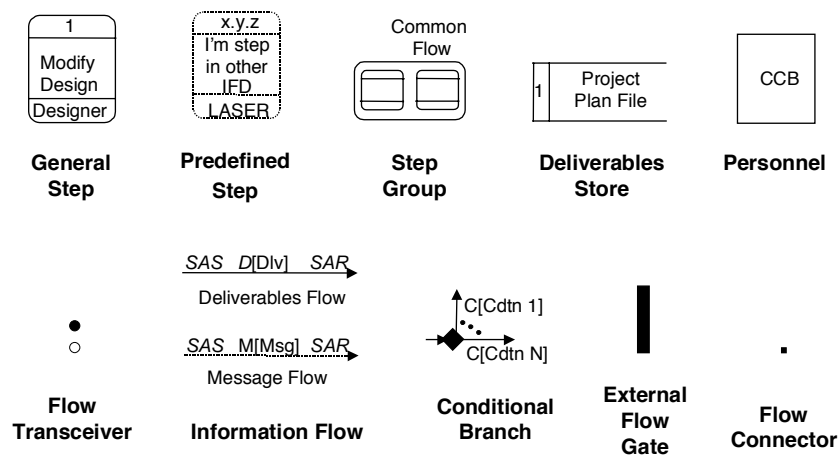 1
Modify
Design
Designer
General
Step
x.y.z
I'm step
in other
IFD
LASER
Predefined
Step
Common
Flow
Step
Group
1
Project
Plan File
Deliverables
Store
CCB
Personnel
Flow
Transceiver
SAS D[Dlv] SAR
Deliverables Flow
SAS M[Msg] SAR
Message Flow
Information Flow
C[Cdtn 1]
C[Cdtn N]
Conditional
Branch
External
Flow
Gate
Flow
Connector